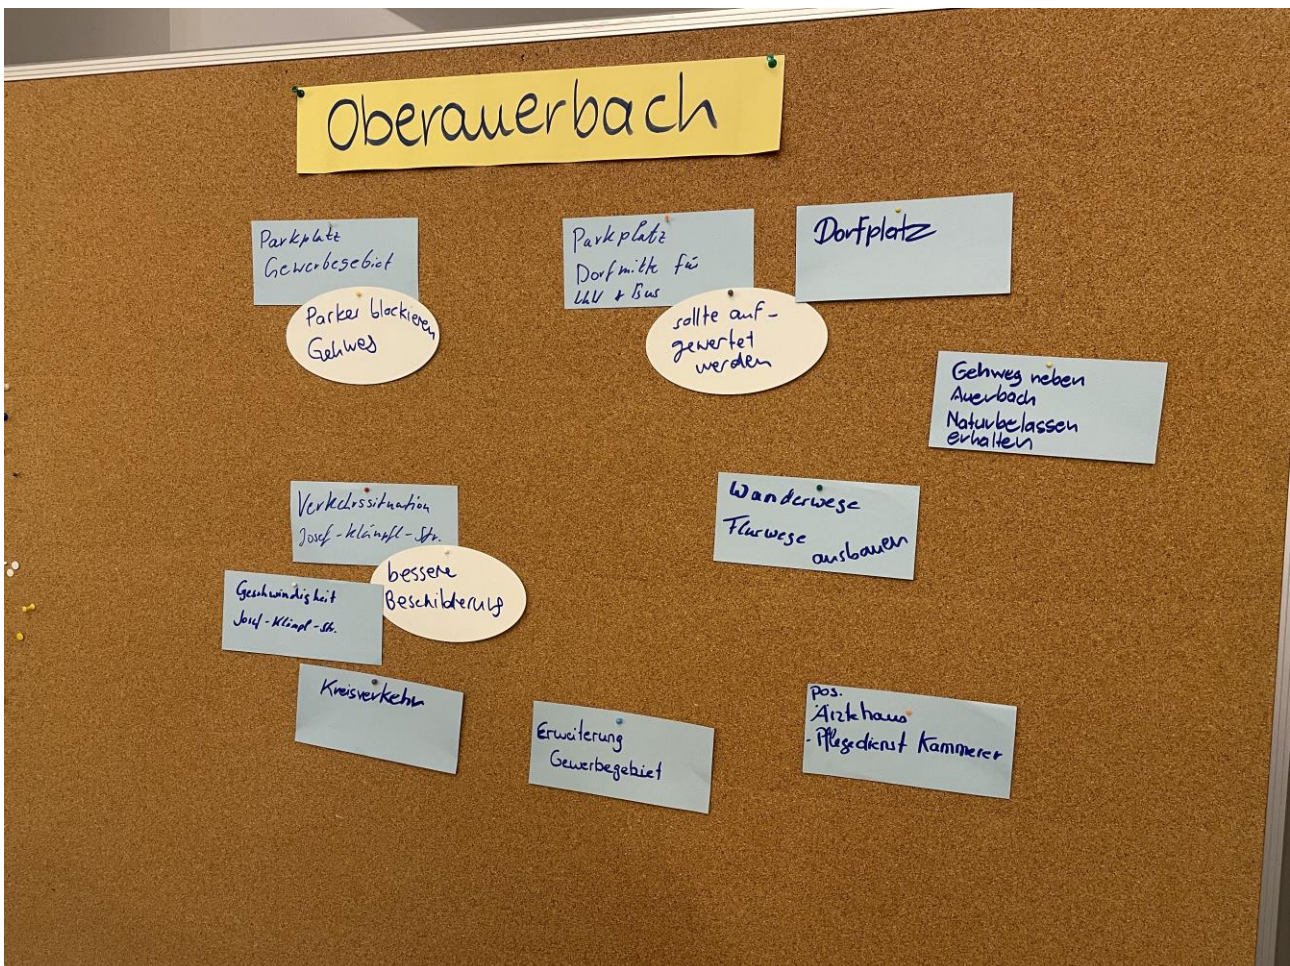 Oberauerbach
Parkplatz
Gewerbegebiet
Parker blockieren
Gehweg
Parkplatz
Dorfmitte für
LKW + Bus
sollte auf-
gewertet
werden
Dorfplatz
Gehweg neben
Auerbach
Naturbelassen
erhalten
Verkehrssituation
Josef-Klämpfl-Str.
bessere
Beschilderung
Geschwindigkeit
Josef-Klämpf-Str.
Kreisverkehr
Wanderwege
Flurwege
ausbauen
Erweiterung
Gewerbegebiet
pos.
Ärztehaus
- Pflegedienst Kammerer